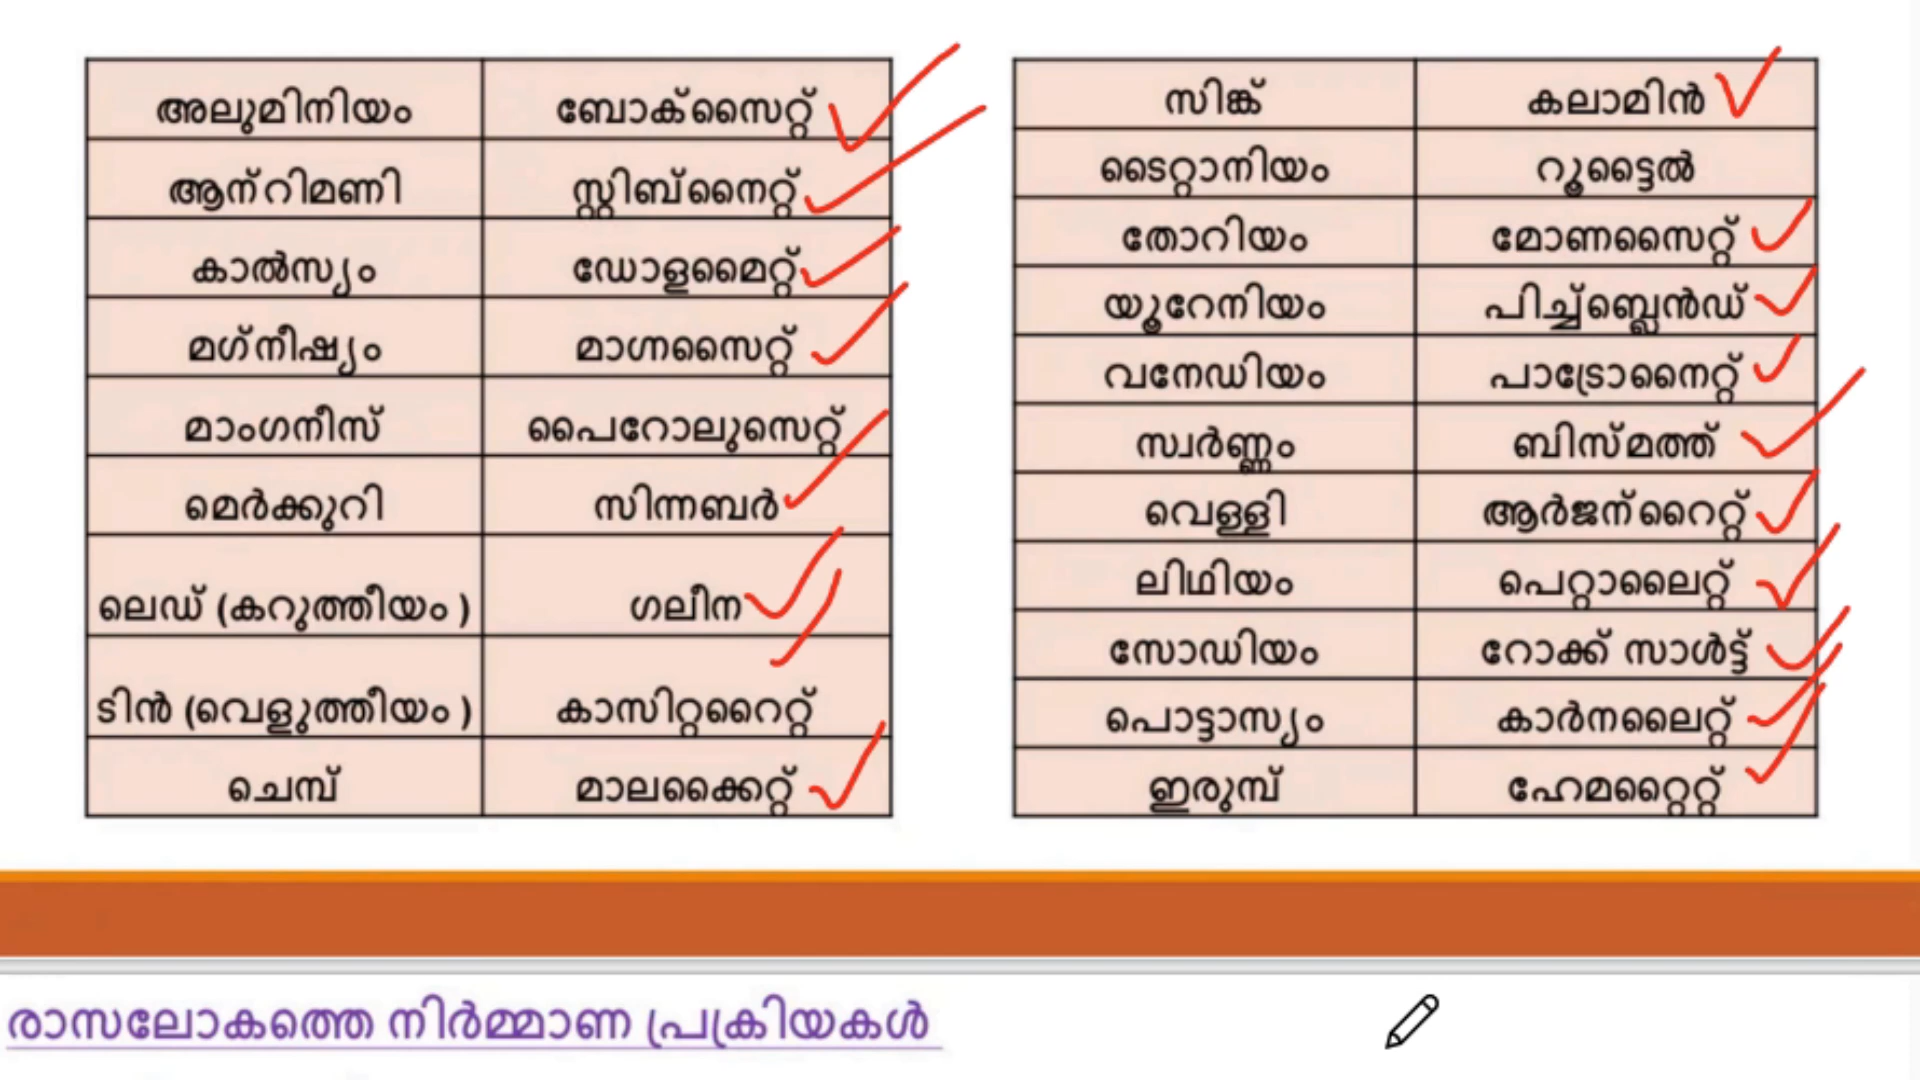 അലുമിനിയം ബോക്സൈറ്റ്
ആന്റിമണി സ്റ്റിബ്നൈറ്റ്
കാൽസ്യം ഡോളമൈറ്റ്
മഗ്നീഷ്യം മാഗ്നസൈറ്റ്
മാംഗനീസ് പൈറോലുസെറ്റ്
മെർക്കുറി സിന്നബർ
ലെഡ് (കറുത്തീയം ) ഗലീന
ടിൻ (വെളുത്തീയം ) കാസിറ്ററൈറ്റ്
ചെമ്പ് മാലക്കൈറ്റ്
സിങ്ക് കലാമിൻ
ടൈറ്റാനിയം റൂട്ടൈൽ
തോറിയം മോണസൈറ്റ്
യൂറേനിയം പിച്ച്ബ്ലെൻഡ്
വനേഡിയം പാട്രോനൈറ്റ്
സ്വർണ്ണം ബിസ്മത്ത്
വെള്ളി ആർജന്റൈറ്റ്
ലിഥിയം പെറ്റാലൈറ്റ്
സോഡിയം റോക്ക് സാൾട്ട്
പൊട്ടാസ്യം കാർനലൈറ്റ്
ഇരുമ്പ് ഹേമറ്റൈറ്റ്
രാസലോകത്തെ നിർമ്മാണ പ്രക്രിയകൾ